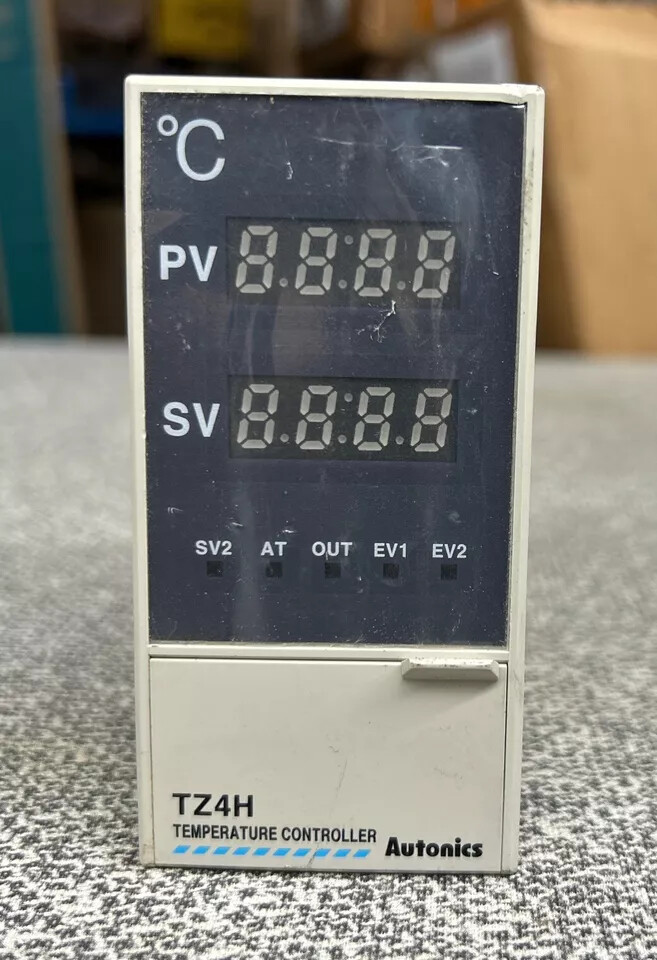 °C
PV
SV
SV2 AT OUT EV1 EV2
TZ4H
TEMPERATURE CONTROLLER Autonics